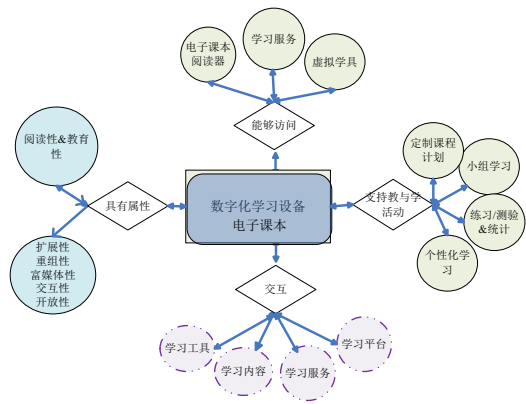 电子课本
阅读器
学习服务
虚拟学具
能够访问
阅读性&教育
性
定制课程
计划
小组学习
具有属性
数字化学习设备
电子课本
支持教与学
活动
练习/测验
&统计
扩展性
重组性
富媒体性
交互性
开放性
个性化学
习
交互
学习工具
学习内容
学习服务
学习平台